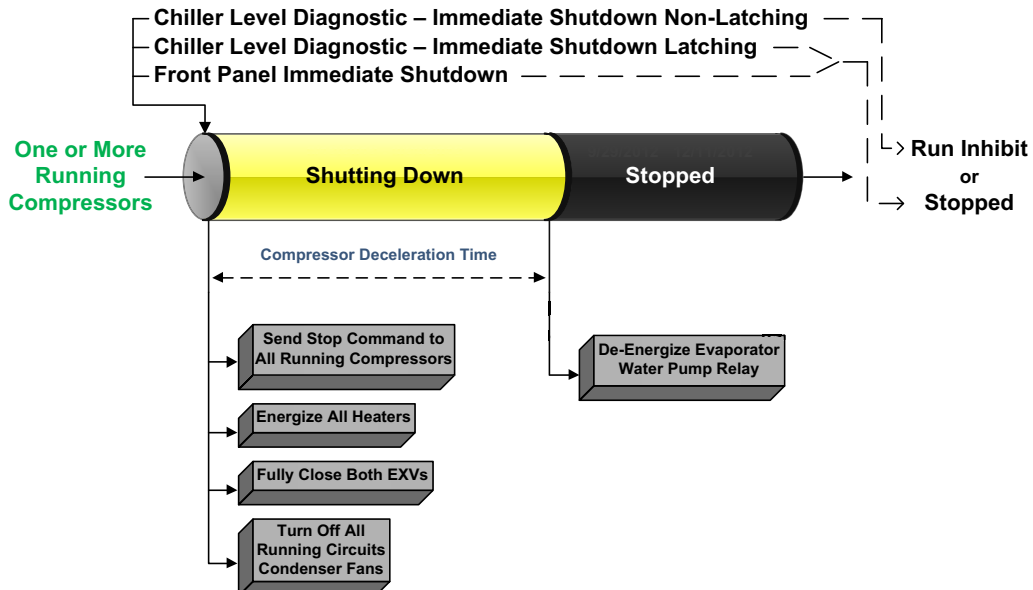 Chiller Level Diagnostic – Immediate Shutdown Non-Latching
Chiller Level Diagnostic – Immediate Shutdown Latching
Front Panel Immediate Shutdown
One or More
Running
Compressors
Shutting Down
Stopped
Run Inhibit
or
Stopped
Compressor Deceleration Time
Send Stop Command to
All Running Compressors
Energize All Heaters
Fully Close Both EXVs
Turn Off All
Running Circuits
Condenser Fans
De-Energize Evaporator
Water Pump Relay